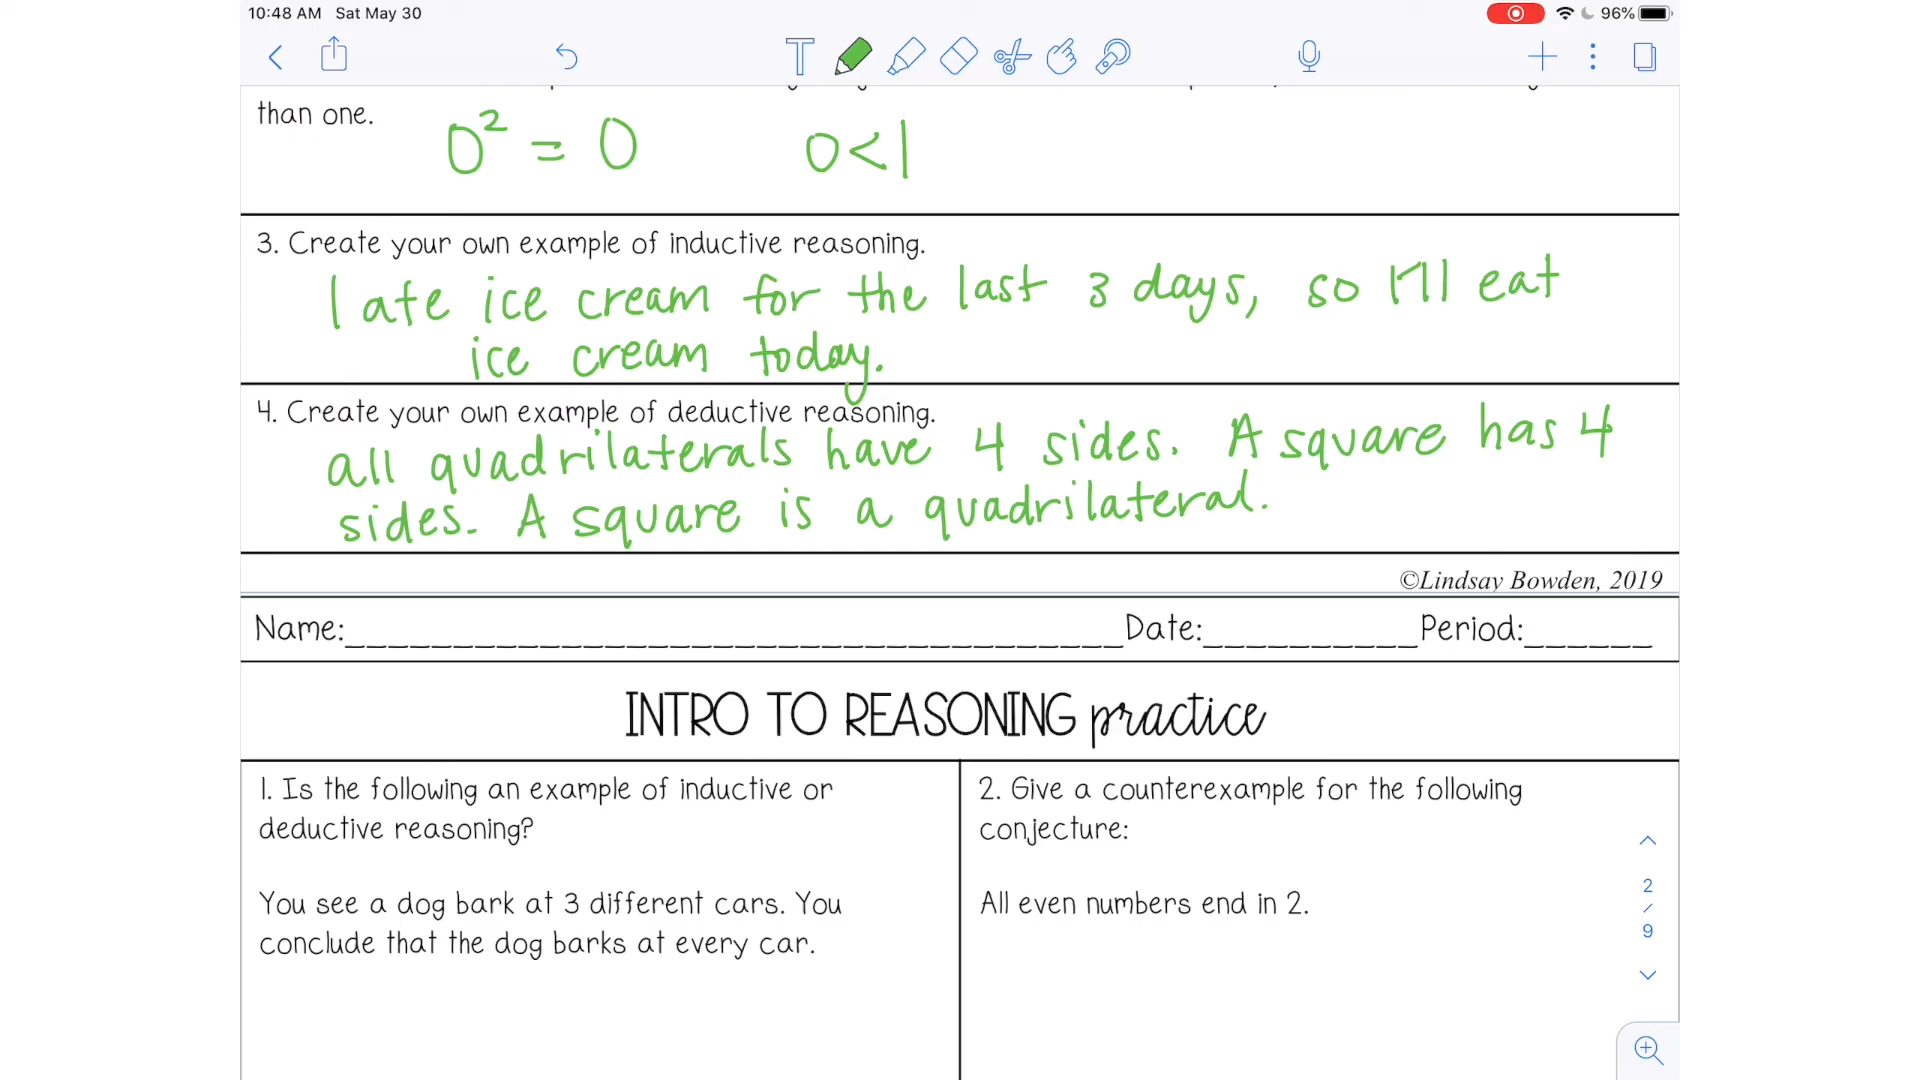 10:48 AM Sat May 30
96%
than one.
0² = 0 0<1
3. Create your own example of inductive reasoning.
I ate ice cream for the last 3 days, so I'll eat
ice cream today.
4. Create your own example of deductive reasoning.
all quadrilaterals have 4 sides. A square has 4
sides. A square is a quadrilateral.
©Lindsay Bowden, 2019
Name:____________________________________Date:__________Period:______
INTRO TO REASONING practice
1. Is the following an example of inductive or
deductive reasoning?
You see a dog bark at 3 different cars. You
conclude that the dog barks at every car.
2. Give a counterexample for the following
conjecture:
All even numbers end in 2.
2
/
9